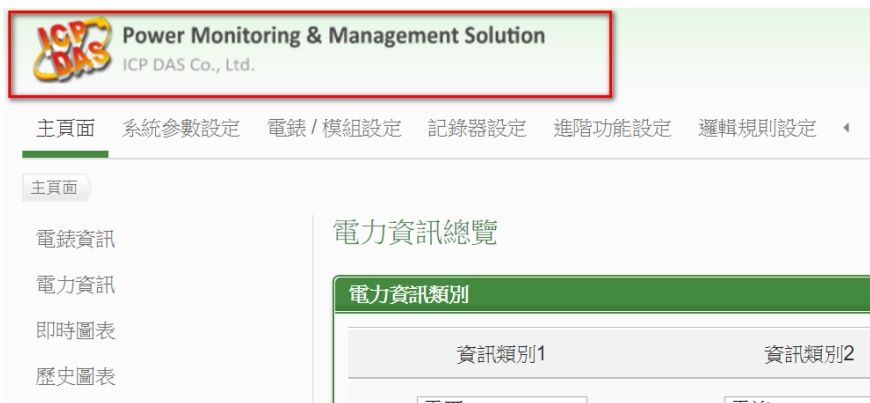 ICP DAS
Power Monitoring & Management Solution
ICP DAS Co., Ltd.
主頁面 系統參數設定 電錶 / 模組設定 記錄器設定 進階功能設定 邏輯規則設定
主頁面
電錶資訊
電力資訊
即時圖表
歷史圖表
電力資訊總覽
電力資訊類別
資訊類別1 資訊類別2